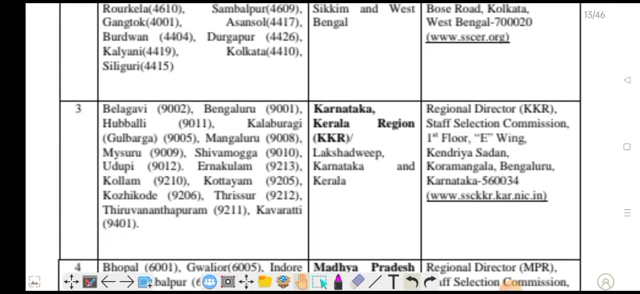 Rourkela(4610), Sambalpur(4609),
Gangtok(4001), Asansol(4417),
Burdwan (4404), Durgapur (4426),
Kalyani(4419), Kolkata(4410),
Siliguri(4415)
Sikkim and West
Bengal
Bose Road, Kolkata,
West Bengal-700020
(www.sscer.org)
13/46
3
Belagavi (9002), Bengaluru (9001),
Hubballi (9011), Kalaburagi
(Gulbarga) (9005), Mangaluru (9008),
Mysuru (9009), Shivamogga (9010),
Udupi (9012). Ernakulam (9213),
Kollam (9210), Kottayam (9205),
Kozhikode (9206), Thrissur (9212),
Thiruvananthapuram (9211), Kavaratti
(9401).
Karnataka,
Kerala Region
(KKR)/
Lakshadweep,
Karnataka and
Kerala
Regional Director (KKR),
Staff Selection Commission,
1st Floor, “E” Wing,
Kendriya Sadan,
Koramangala, Bengaluru,
Karnataka-560034
(www.ssckkr.kar.nic.in)
4
Bhopal (6001), Gwalior(6005), Indore
balpur (6
Madhya Pradesh
Regional Director (MPR),
aff Selection Commission,